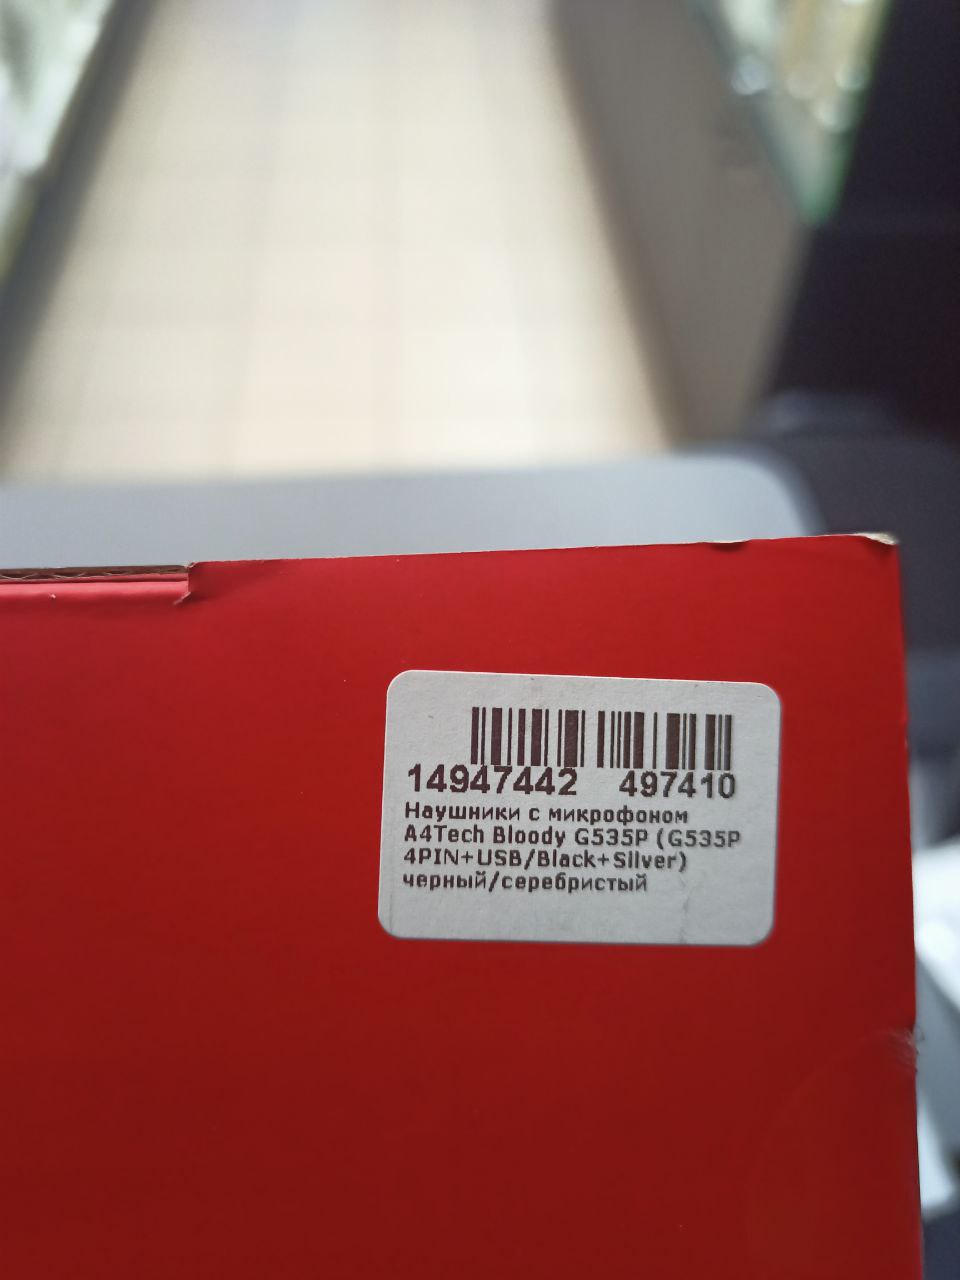 14947442 497410
Наушники с микрофоном
A4Tech Bloody G535P (G535P
4PIN+USB/Black+Silver)
черный/серебристый